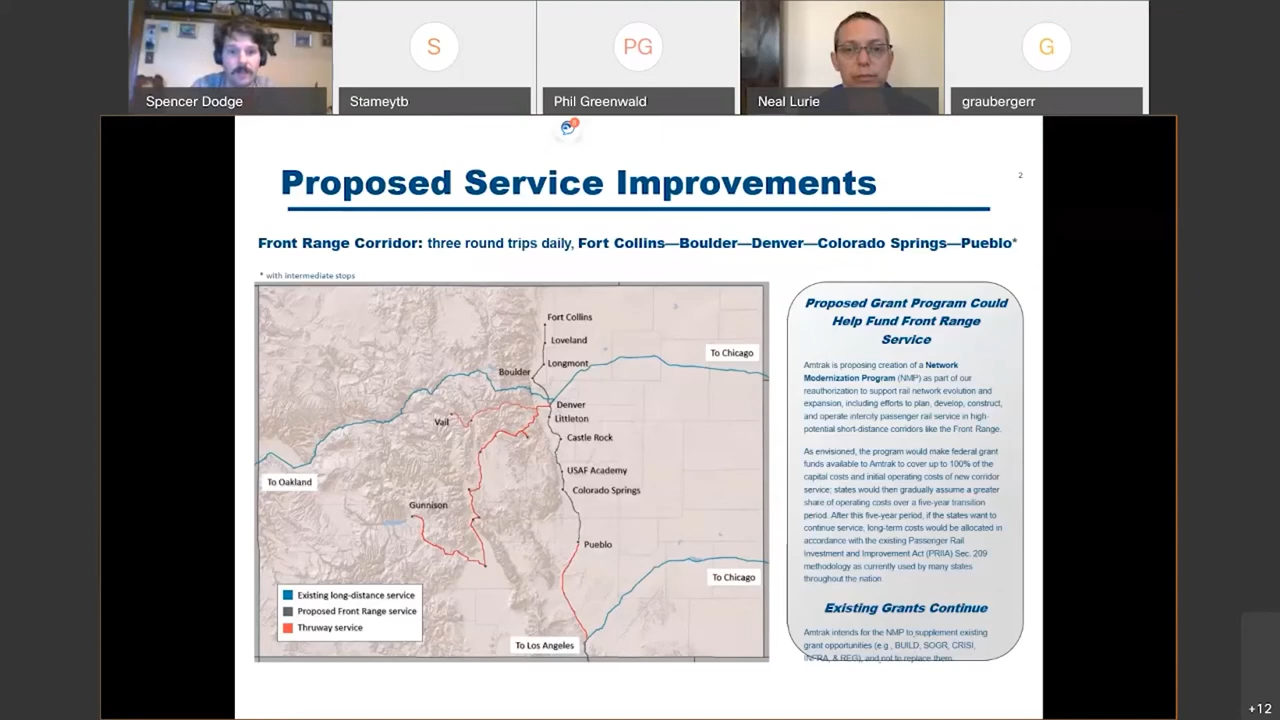 S
PG
G
Spencer Dodge
Stameytb
Phil Greenwald
Neal Lurie
graubergerr
Proposed Service Improvements
2
Front Range Corridor: three round trips daily, Fort Collins—Boulder—Denver—Colorado Springs—Pueblo*
* with intermediate stops
Fort Collins
Loveland
To Chicago
Longmont
Boulder
Denver
Littleton
Vail
Castle Rock
USAF Academy
To Oakland
Colorado Springs
Gunnison
Pueblo
To Chicago
Existing long-distance service
Proposed Front Range service
Thruway service
To Los Angeles
Proposed Grant Program Could
Help Fund Front Range
Service
Amtrak is proposing creation of a Network
Modernization Program (NMP) as part of our
reauthorization to support rail network evolution and
expansion, including efforts to plan, develop, construct,
and operate intercity passenger rail service in high-
potential short-distance corridors like the Front Range.
As envisioned, the program would make federal grant
funds available to Amtrak to cover up to 100% of the
capital costs and initial operating costs of new corridor
service; states would then gradually assume a greater
share of operating costs over a five-year transition
period. After this five-year period, if the states want to
continue service, long-term costs would be allocated in
accordance with the existing Passenger Rail
Investment and Improvement Act (PRIIA) Sec. 209
methodology as currently used by many states
throughout the nation
Existing Grants Continue
Amtrak intends for the NMP to supplement existing
grant opportunities (e.g., BUILD, SOGR, CRISI,
INFRA, & REG), and not to replace them.
+12